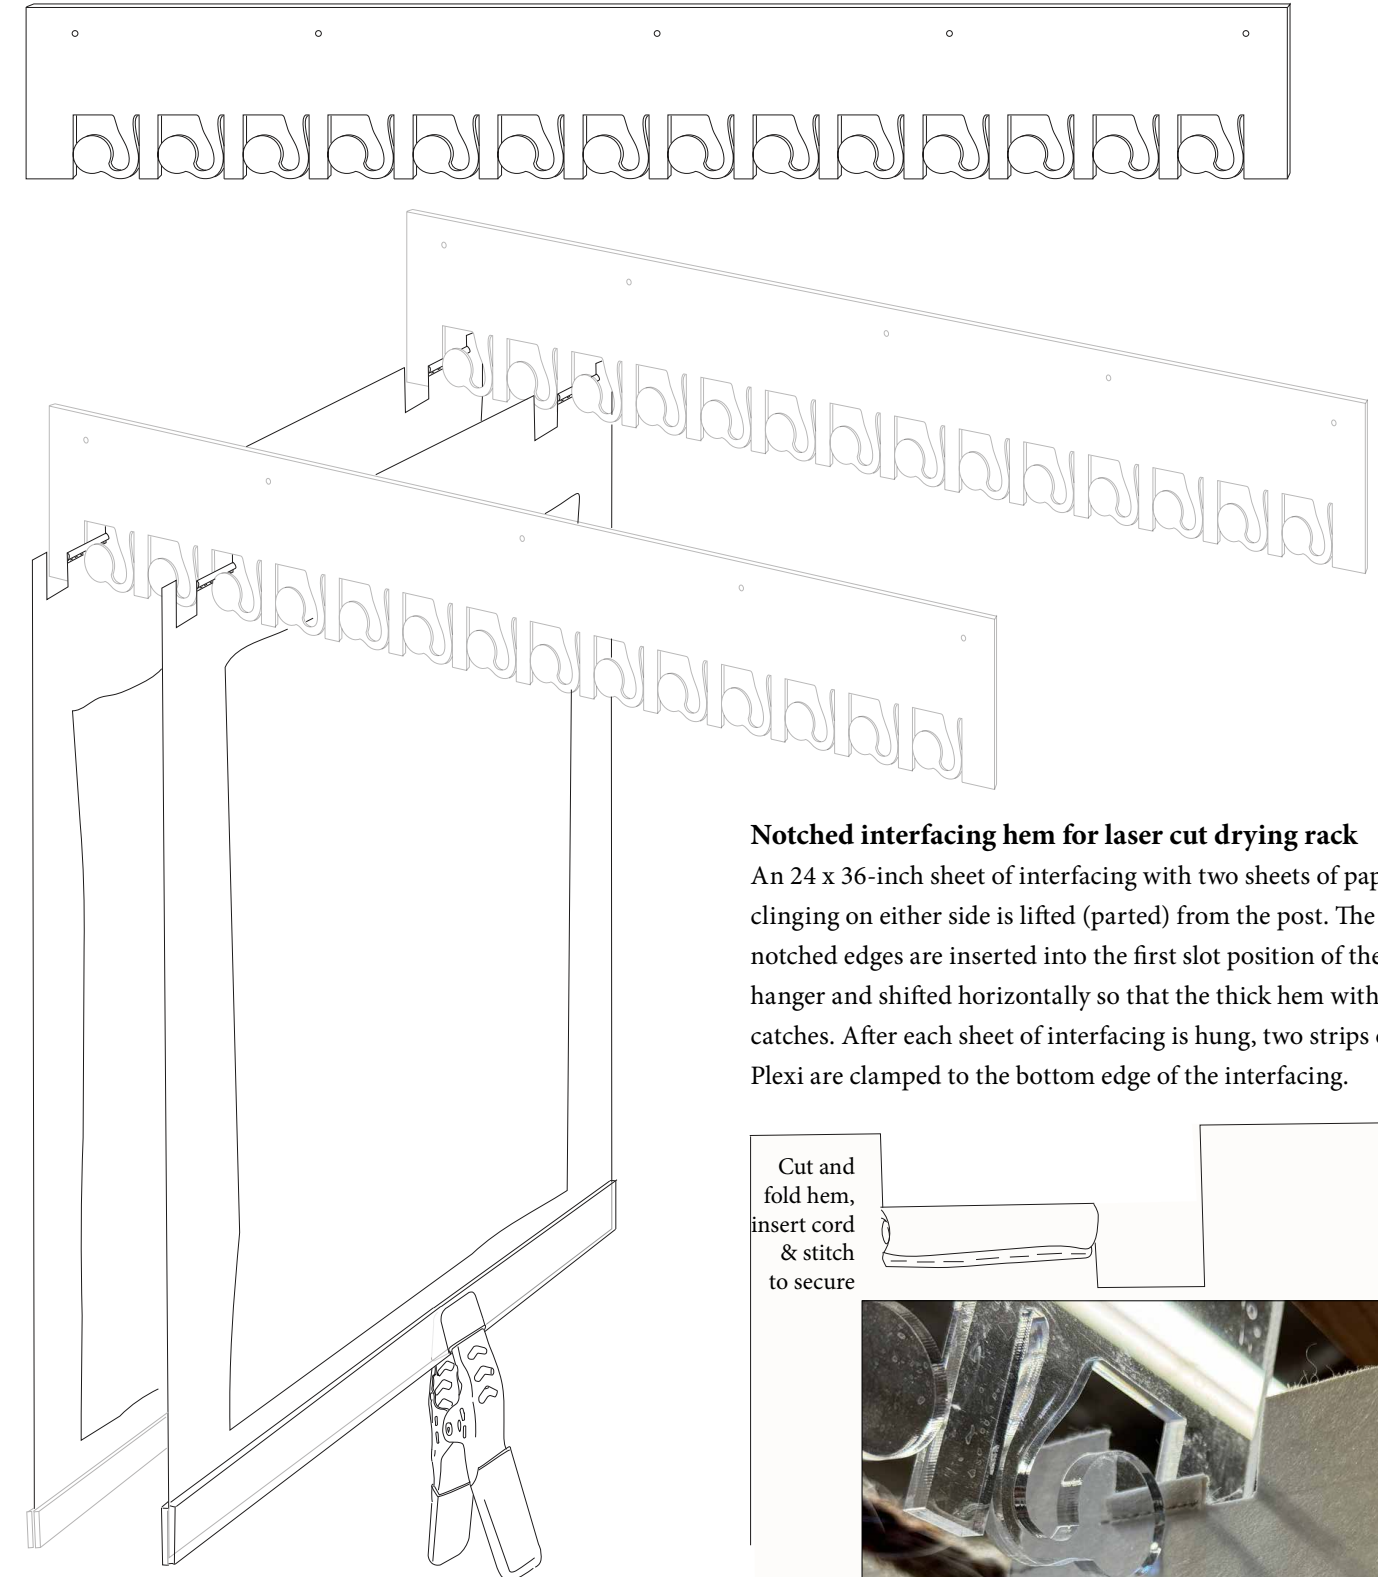 Notched interfacing hem for laser cut drying rack
An 24 x 36-inch sheet of interfacing with two sheets of
clinging on either side is lifted (parted) from the post. The
notched edges are inserted into the first slot position of the
hanger and shifted horizontally so that the thick hem with
catches. After each sheet of interfacing is hung, two strips
Plexi are clamped to the bottom edge of the interfacing.
Cut and
fold hem,
insert cord
& stitch
to secure